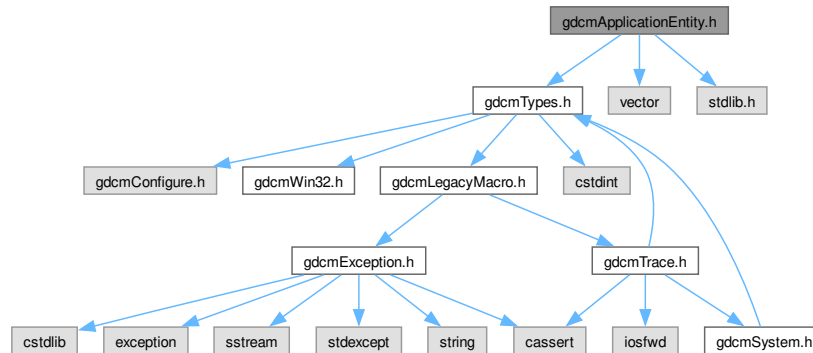 gdcmApplicationEntity.h
gdcmTypes.h
vector
stdlib.h
gdcmConfigure.h
gdcmWin32.h
gdcmLegacyMacro.h
cstdint
gdcmException.h
gdcmTrace.h
cstdlib
exception
sstream
stdexcept
string
cassert
iosfwd
gdcmSystem.h